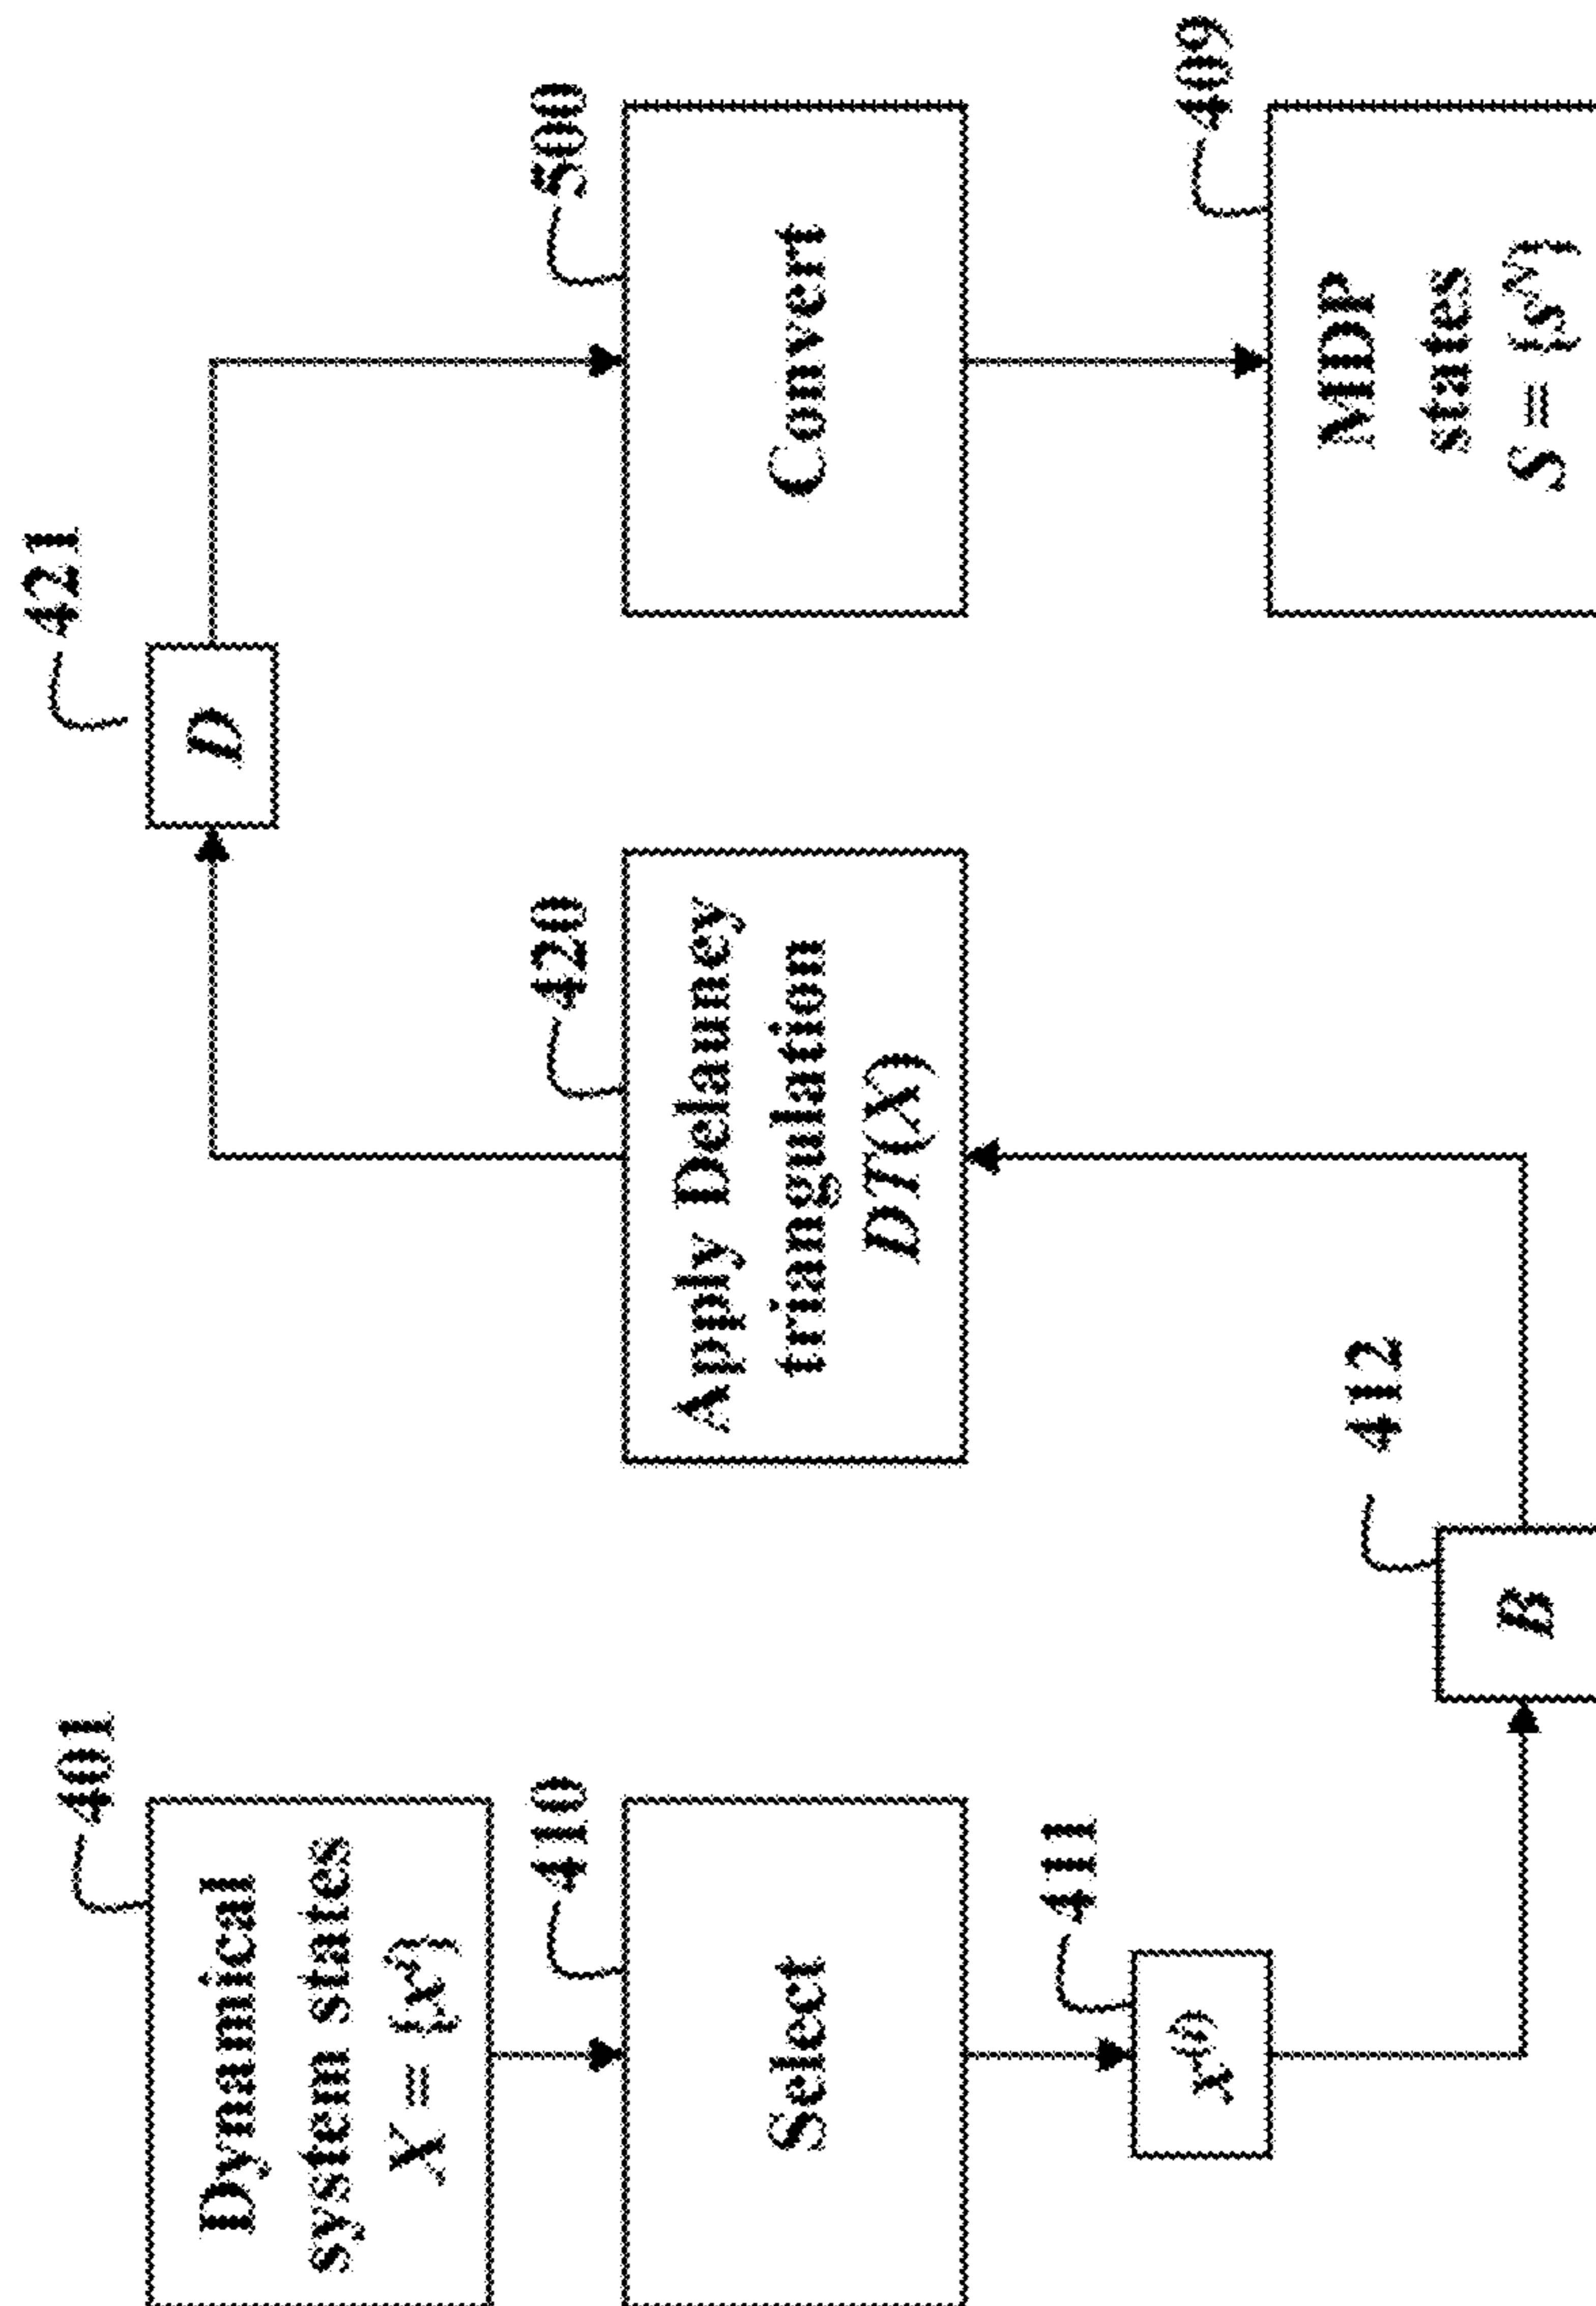 401
Dynamical
system states
X = {x^i}
410
Select
411
x^(i)
412
B
420
Apply Delauney
triangulation
DT(X)
421
D
500
Convert
409
MDP
states